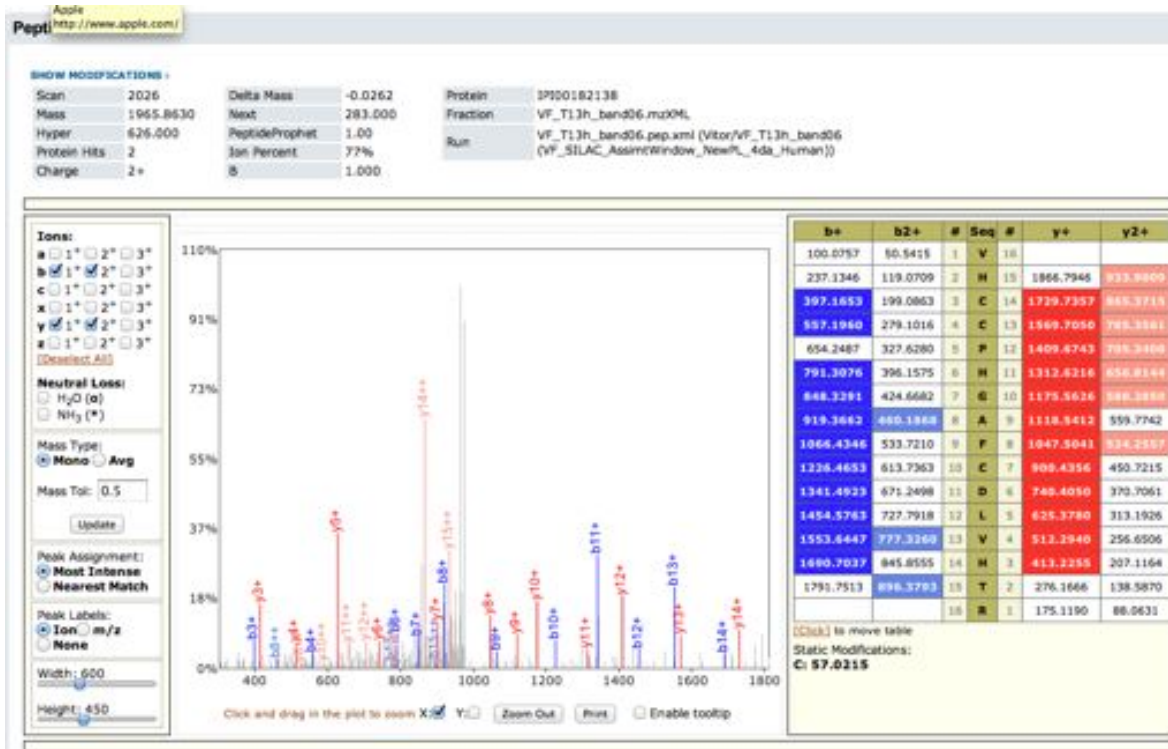 Apple
http://www.apple.com/
Pepti
SHOW MODIFICATIONS
Scan 2026 Delta Mass -0.0262 Protein IPI00182138
Mass 1965.8630 Next 283.000 Fraction VF_T13h_band06.mzXML
Hyper 626.000 PeptideProphet 1.00 Run VF_T13h_band06.pep.xml (Vitor/VF_T13h_band06
Protein Hits 2 Ion Percent 77% (VF_SILAC_AssimtWindow_NewPL_4da_Human))
Charge 2+ B 1.000
Ions:
a 1+ 2+ 3+
b 1+ 2+ 3+
c 1+ 2+ 3+
x 1+ 2+ 3+
y 1+ 2+ 3+
z 1+ 2+ 3+
[Deselect All]
Neutral Loss:
H2O (o)
NH3 (*)
Mass Type:
Mono Avg
Mass Tol: 0.5
Update
Peak Assignment:
Most Intense
Nearest Match
Peak Labels:
Ion m/z
None
Width: 600
Height: 450
110%
91%
73%
55%
37%
18%
0%
400 600 800 1000 1200 1400 1600 1800
b3+ y3+ b8++ b4+ y5+ y11++ y12++ y6+ b7+ y14++ y7+ b8+ y15++ y8+ b9+ y9+ y10+ b10+ y11+ b11+ y12+ b12+ b13+ y13+ b14+ y14+
Click and drag in the plot to zoom X: Y: Zoom Out Print Enable tooltip
b+ b2+ # Seq # y+ y2+
100.0757 50.5415 1 V 16
237.1346 119.0709 2 H 15 1866.7946
397.1653 199.0863 3 C 14 1729.7357 865.3715
557.1960 279.1016 4 C 13 1569.7050
654.2487 327.6280 5 P 12 1409.6743
791.3076 396.1575 6 H 11 1312.6216 656.8144
848.3291 424.6682 7 G 10 1175.5626
919.3662 460.1868 8 A 9 1118.5412 559.7742
1066.4346 533.7210 9 F 8 1047.5041 524.2557
1226.4653 613.7363 10 C 7 900.4356 450.7215
1341.4923 671.2498 11 D 6 740.4050 370.7061
1454.5763 727.7918 12 L 5 625.3780 313.1926
1553.6447 777.3260 13 V 4 512.2940 256.6506
1690.7037 845.8555 14 H 3 413.2255 207.1164
1791.7513 896.3793 15 T 2 276.1666 138.5870
16 R 1 175.1190 88.0631
[Click] to move table
Static Modifications:
C: 57.0215